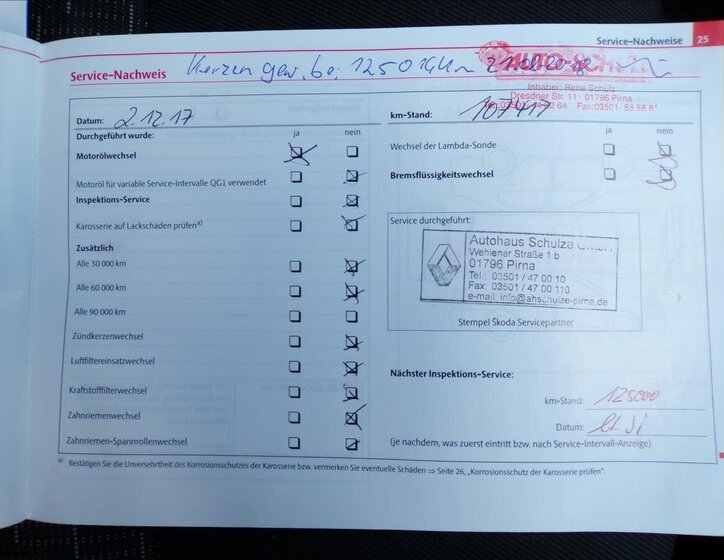 Service-Nachweise 25
Service-Nachweis
Kerzen gew. bei 125016Km
AUTO-SCHULZ
Inhaber: Rene Schulz
Dresdner Str. 11 · 01796 Pirna
Fax: 03501- 55 58 81
Datum: 2.12.17
km-Stand: 107417
Durchgeführt wurde: ja nein
ja nein
Motorölwechsel
Wechsel der Lambda-Sonde
Motoröl für variable Service-Intervalle QG1 verwendet
Bremsflüssigkeitswechsel
Inspektions-Service
Karosserie auf Lackschäden prüfen a)
Service durchgeführt:
Zusätzlich
Alle 30 000 km
Alle 60 000 km
Alle 90 000 km
Autohaus Schulze GmbH
Wehlener Straße 1 b
01796 Pirna
Tel.: 03501 / 47 00 10
Fax: 03501 / 47 00 110
e-mail: info@ahschulze-pirna.de
Stempel Škoda Servicepartner
Zündkerzenwechsel
Luftfiltereinsatzwechsel
Kraftstofffilterwechsel
Zahnriemenwechsel
Zahnriemen-Spannrollenwechsel
Nächster Inspektions-Service:
km-Stand: 125000
Datum:
(je nachdem, was zuerst eintritt bzw. nach Service-Intervall-Anzeige)
a) Bestätigen Sie die Unversehrtheit des Korrosionsschutzes der Karosserie bzw. vermerken Sie eventuelle Schäden ⇒ Seite 26, „Korrosionsschutz der Karosserie prüfen“.